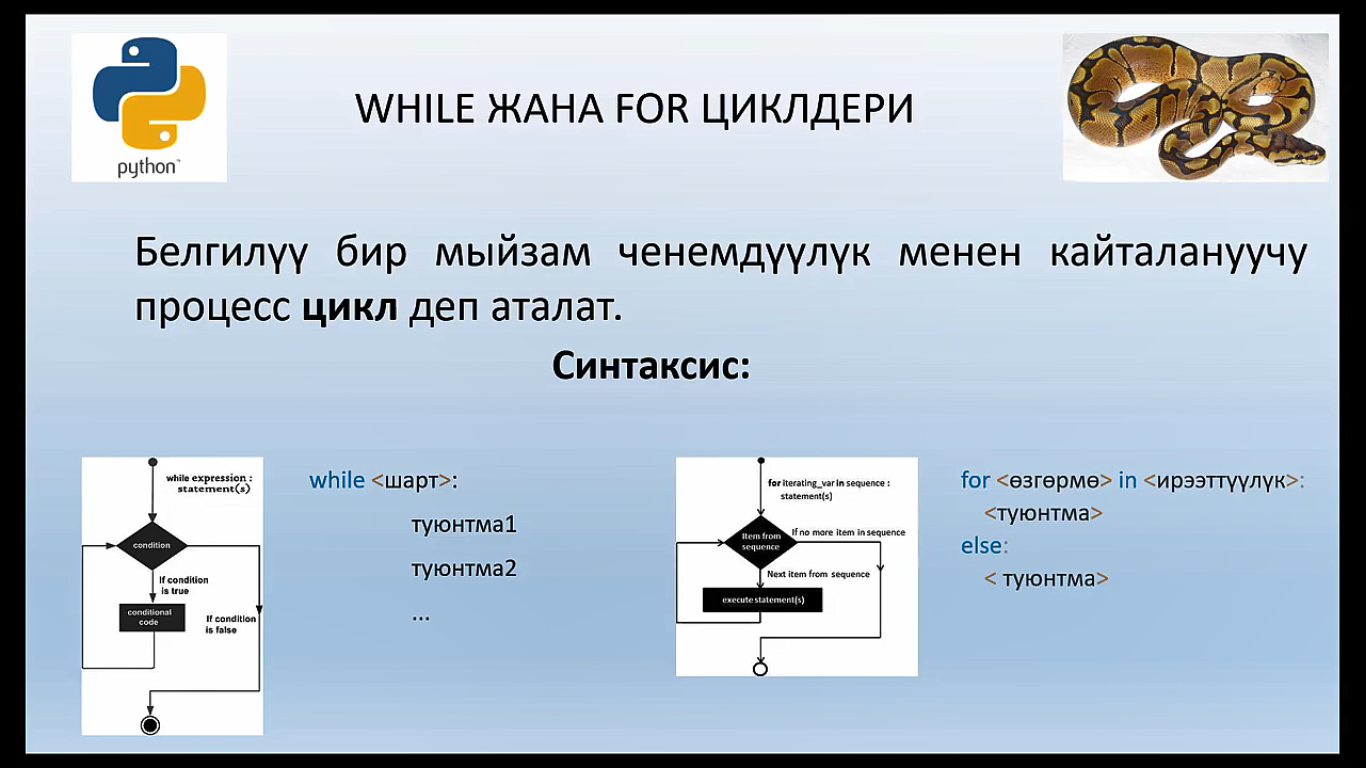 python™
WHILE ЖАНА FOR ЦИКЛДЕРИ
Белгилүү бир мыйзам ченемдүүлүк менен кайталануучу
процесс цикл деп аталат.
Синтаксис:
while expression :
statement(s)
condition
If condition
is true
conditional
code
If condition
is false
while <шарт>:
туюнтма1
туюнтма2
...
for iterating_var in sequence :
statement(s)
Item from
sequence
If no more item in sequence
Next item from sequence
execute statement(s)
for <өзгөрмө> in <ирээттүүлүк>:
<туюнтма>
else:
< туюнтма>